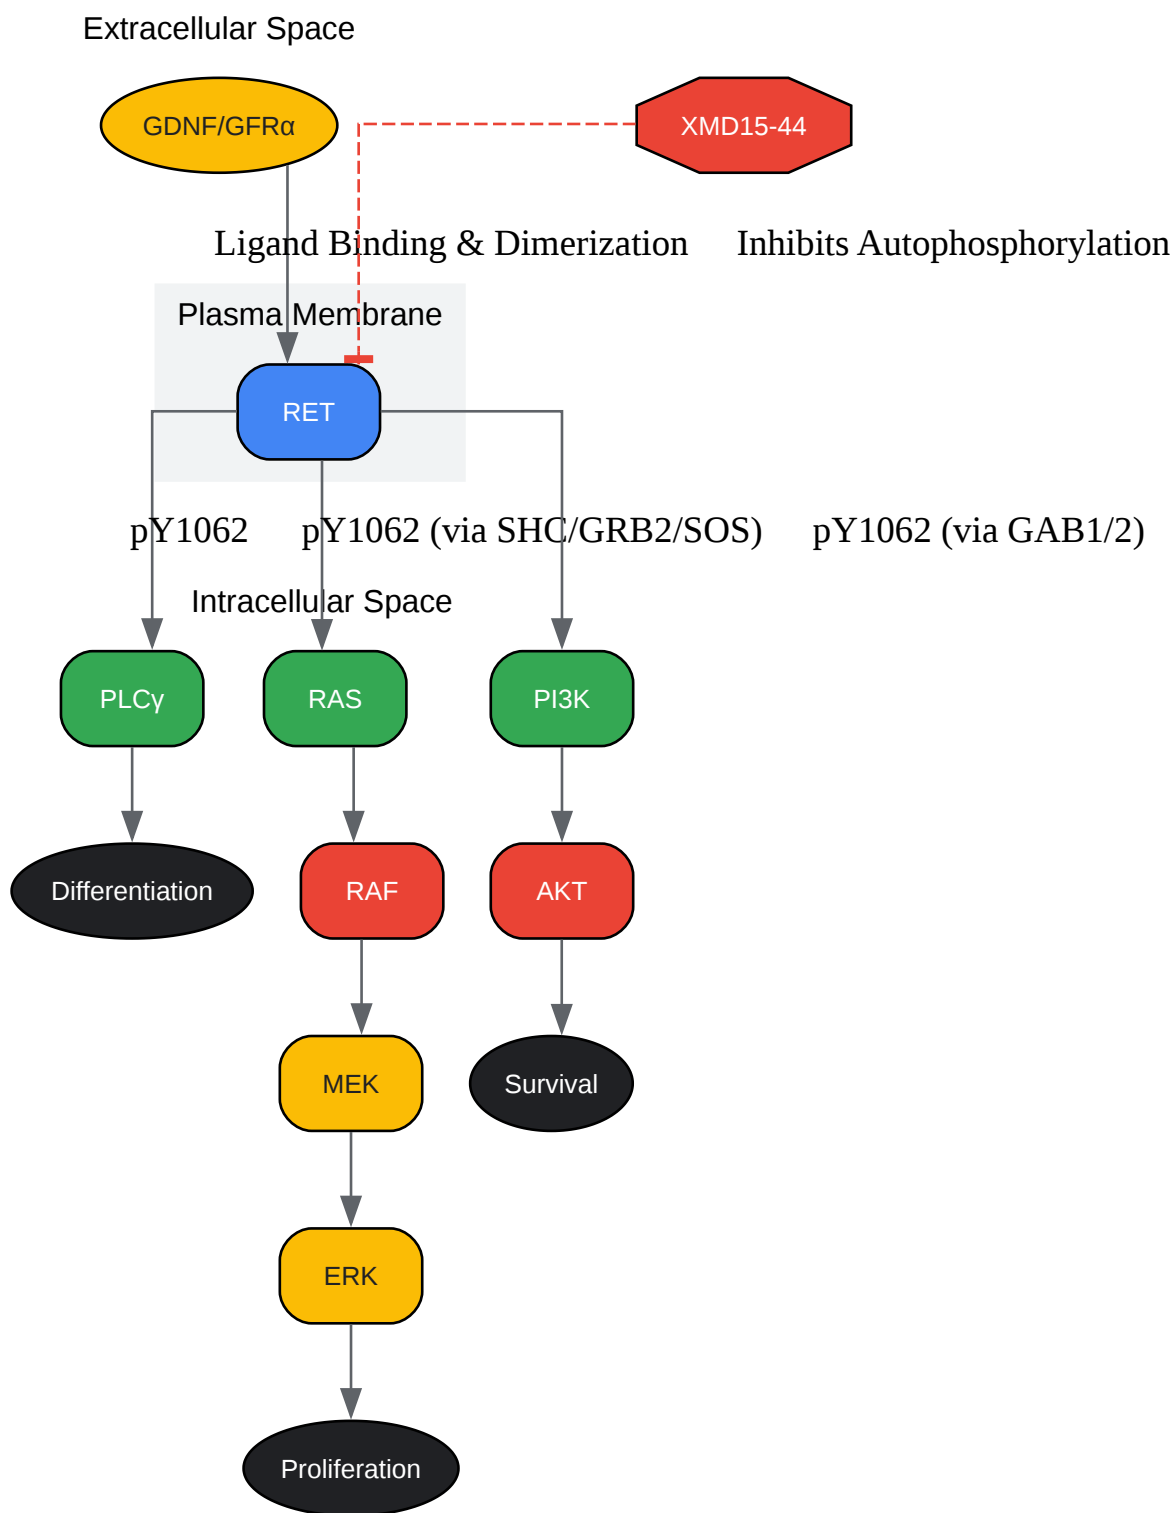 Extracellular Space
GDNF/GFRα
XMD15-44
Ligand Binding & Dimerization
Inhibits Autophosphorylation
Plasma Membrane
RET
pY1062
pY1062 (via SHC/GRB2/SOS)
pY1062 (via GAB1/2)
Intracellular Space
PLCγ
RAS
PI3K
Differentiation
RAF
AKT
MEK
Survival
ERK
Proliferation